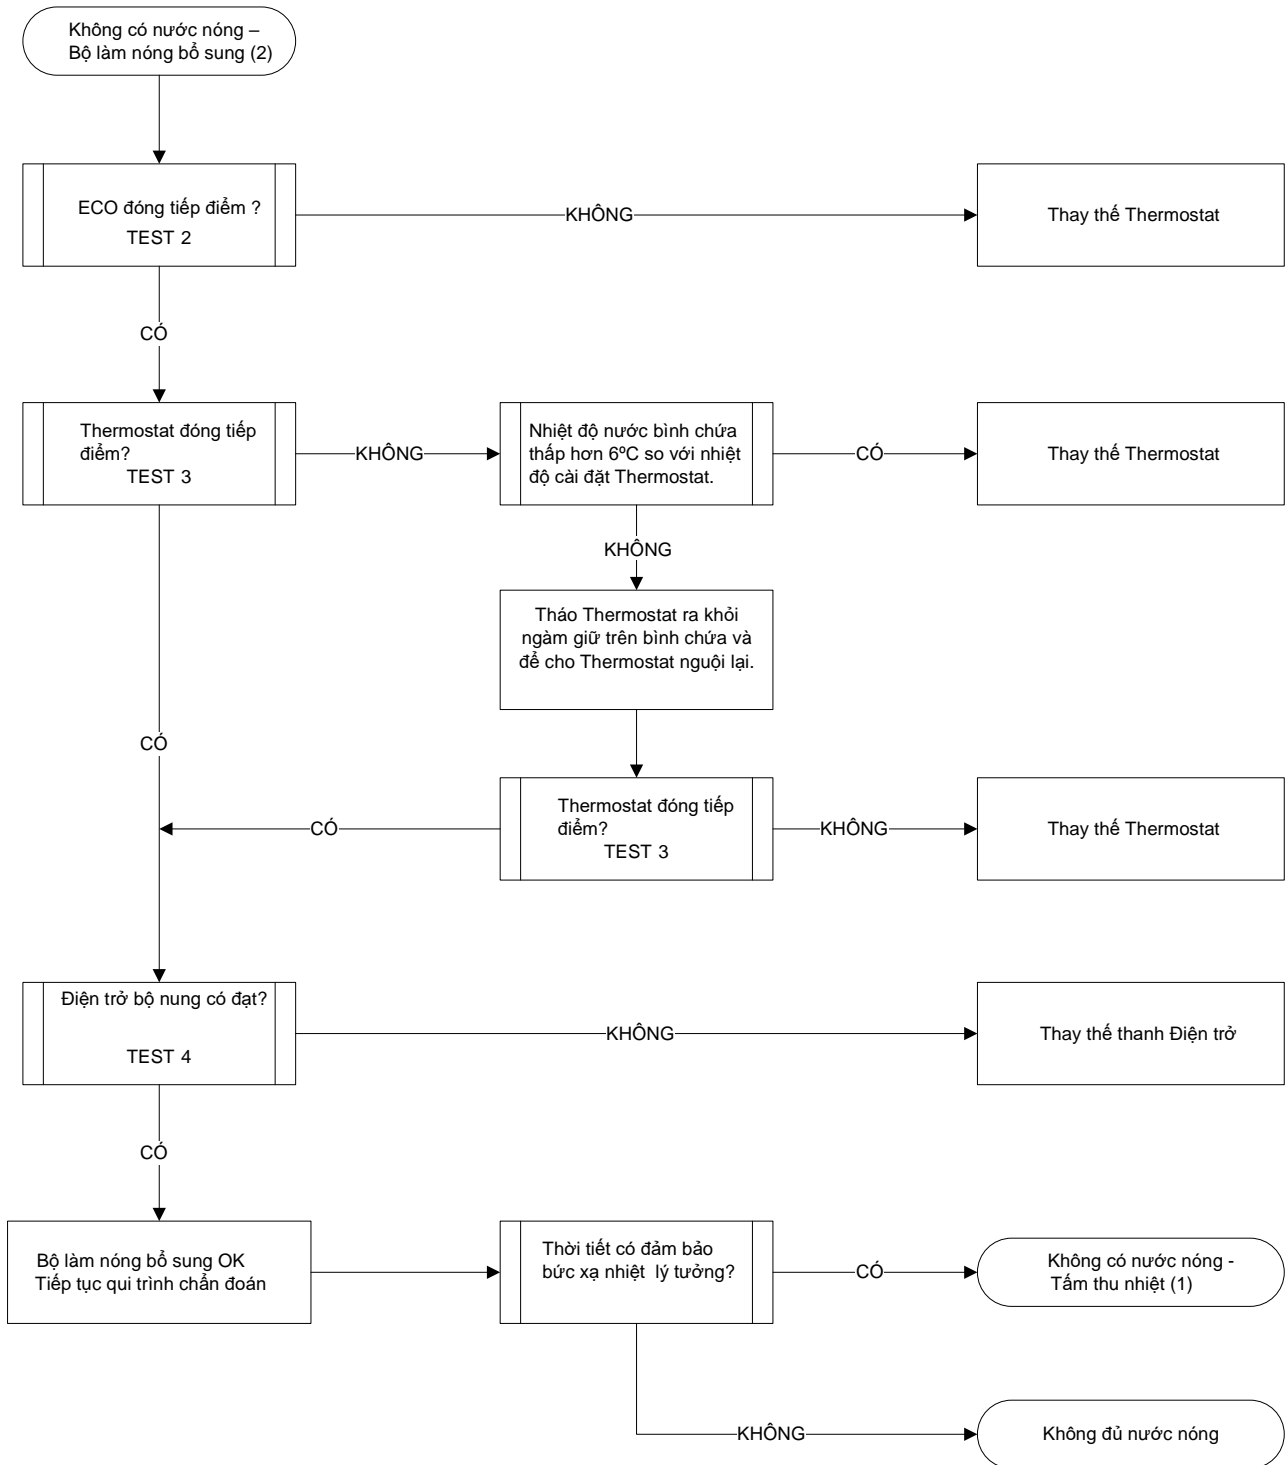 Không có nước nóng –
Bộ làm nóng bổ sung (2)
ECO đóng tiếp điểm ?
TEST 2
KHÔNG
Thay thế Thermostat
CÓ
Thermostat đóng tiếp
điểm?
TEST 3
KHÔNG
Nhiệt độ nước bình chứa
thấp hơn 6ºC so với nhiệt
độ cài đặt Thermostat.
CÓ
Thay thế Thermostat
KHÔNG
Tháo Thermostat ra khỏi
ngàm giữ trên bình chứa và
để cho Thermostat nguội lại.
CÓ
Thermostat đóng tiếp
điểm?
TEST 3
CÓ
KHÔNG
Thay thế Thermostat
Điện trở bộ nung có đạt?
TEST 4
KHÔNG
Thay thế thanh Điện trở
CÓ
Bộ làm nóng bổ sung OK
Tiếp tục qui trình chẩn đoán
Thời tiết có đảm bảo
bức xạ nhiệt lý tưởng?
CÓ
Không có nước nóng -
Tấm thu nhiệt (1)
KHÔNG
Không đủ nước nóng